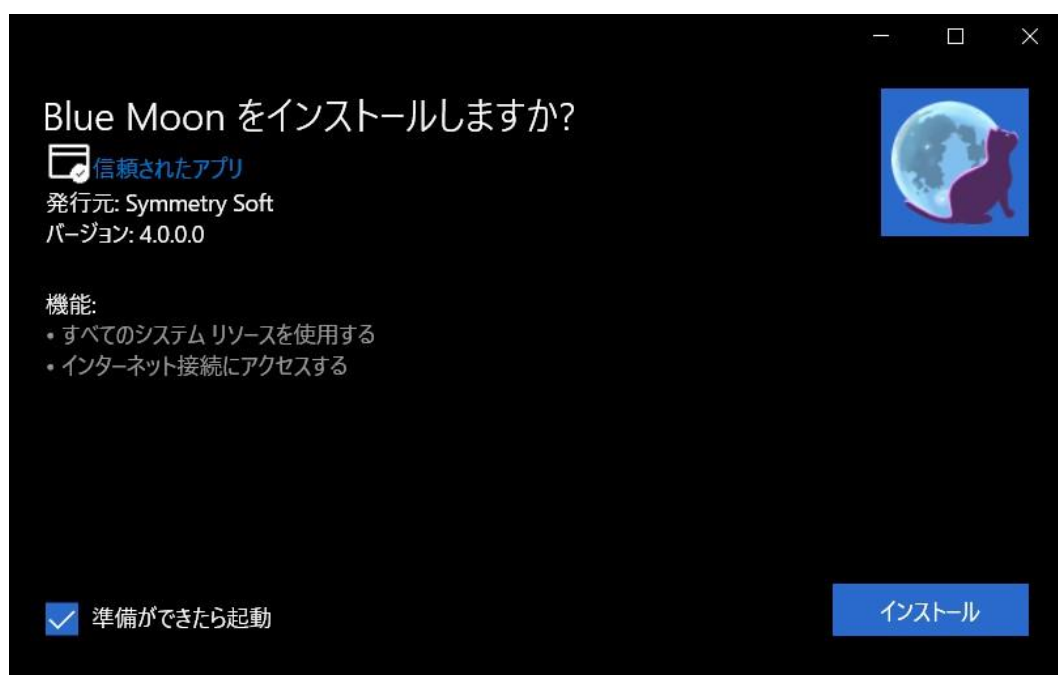 Blue Moon をインストールしますか?
信頼されたアプリ
発行元: Symmetry Soft
バージョン: 4.0.0.0
機能:
• すべてのシステム リソースを使用する
• インターネット接続にアクセスする
準備ができたら起動
インストール